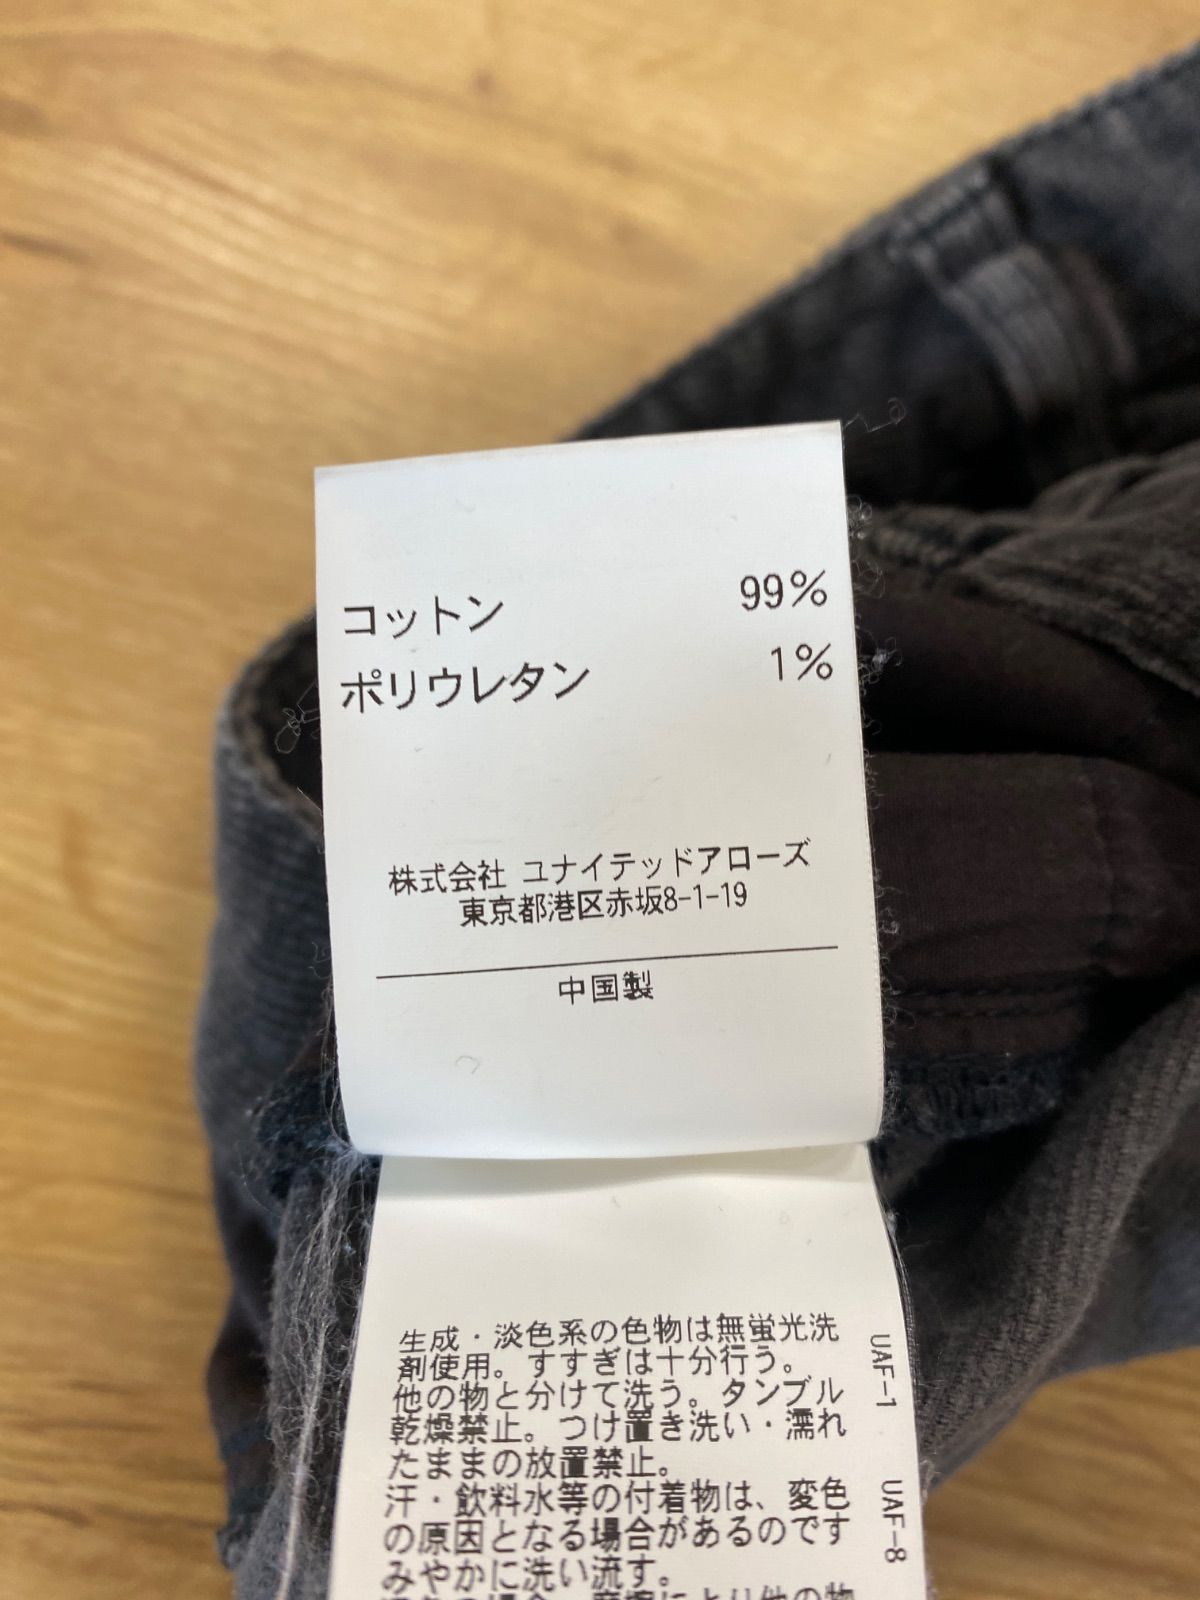 コットン 99%
ポリウレタン 1%
株式会社 ユナイテッドアローズ
東京都港区赤坂8-1-19
中国製
生成・淡色系の色物は無蛍光洗
剤使用。すすぎは十分行う。
他の物と分けて洗う。タンブル
乾燥禁止。つけ置き洗い・濡れ
たままの放置禁止。
汗・飲料水等の付着物は、変色
の原因となる場合があるのです
みやかに洗い流す。
UAF-1
UAF-8